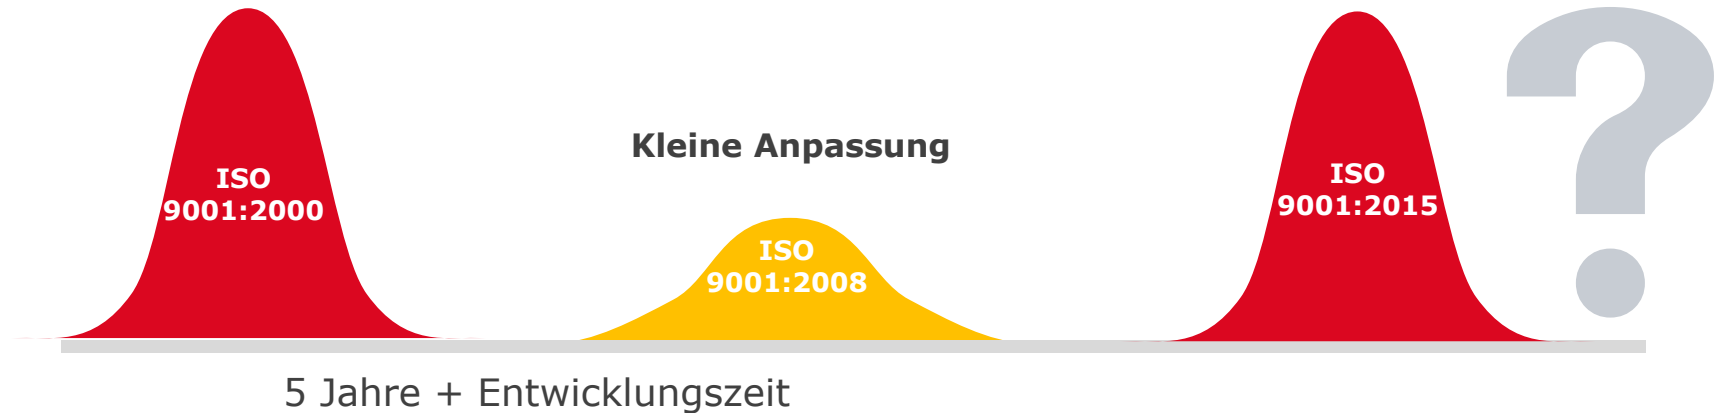 ISO
9001:2000
Kleine Anpassung
ISO
9001:2008
ISO
9001:2015
?
5 Jahre + Entwicklungszeit